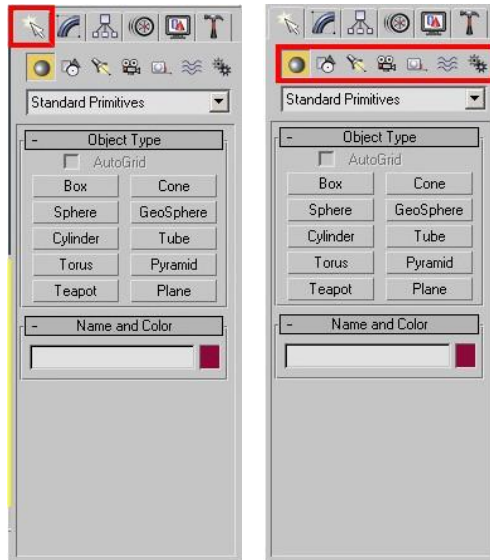 Standard Primitives
- Object Type
AutoGrid
Box Cone
Sphere GeoSphere
Cylinder Tube
Torus Pyramid
Teapot Plane
- Name and Color
Standard Primitives
- Object Type
AutoGrid
Box Cone
Sphere GeoSphere
Cylinder Tube
Torus Pyramid
Teapot Plane
- Name and Color